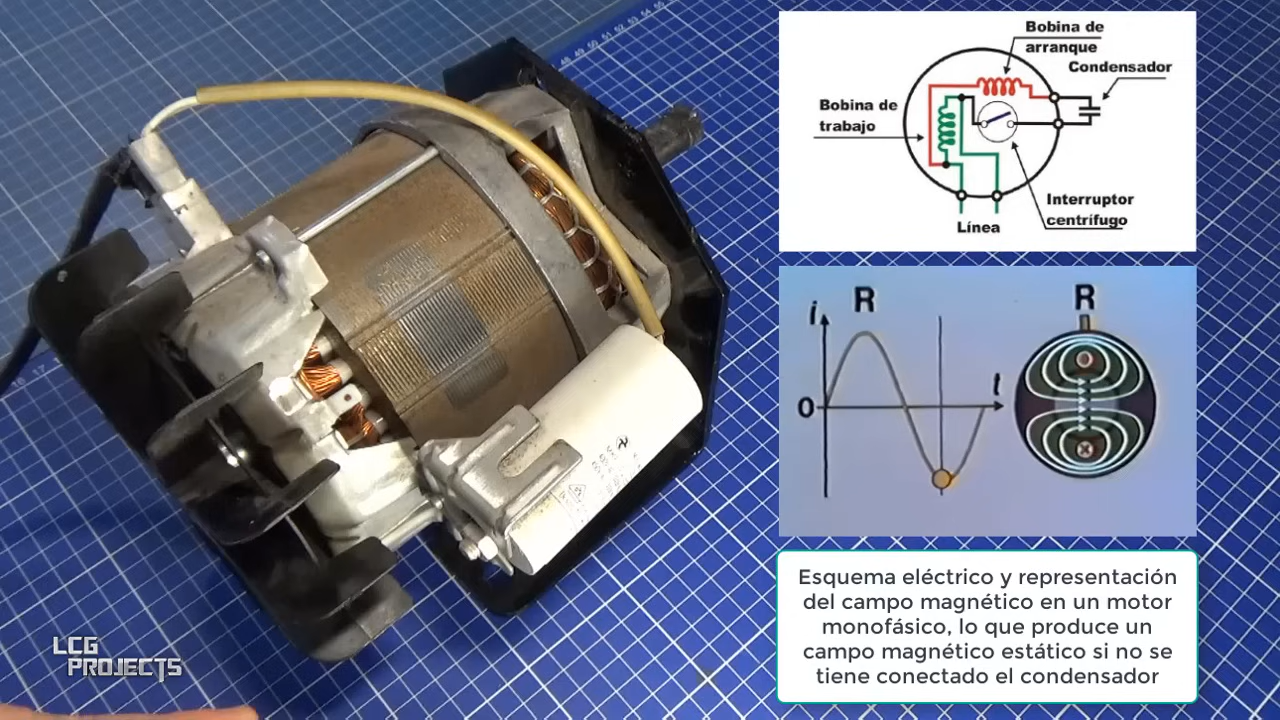 Bobina de
arranque
Condensador
Bobina de
trabajo
Interruptor
centrífugo
Línea
i
R
R
0
t
Esquema eléctrico y representación
del campo magnético en un motor
monofásico, lo que produce un
campo magnético estático si no se
tiene conectado el condensador
LCG
PROJECTS